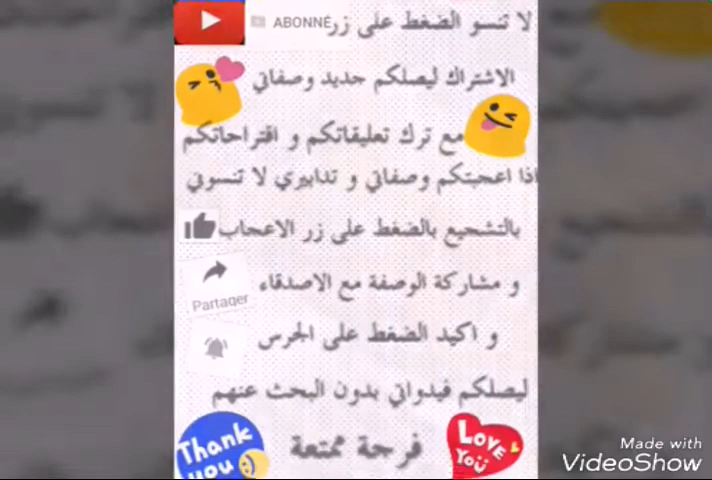 لا تنسو الضغط على زر ABONNÉ
الاشتراك ليصلكم جديد وصفاتي
مع ترك تعليقاتكم و اقتراحاتكم
اذا اعجبتكم وصفاتي و تدابيري لا تنسوني
بالتشجيع بالضغط على زر الاعجاب
و مشاركة الوصفة مع الاصدقاء
Partager
و اكيد الضغط على الجرس
ليصلكم فيدواتي بدون البحث عنهم
فرجة ممتعة
Thank you
LOVE YOU
Made with
VideoShow